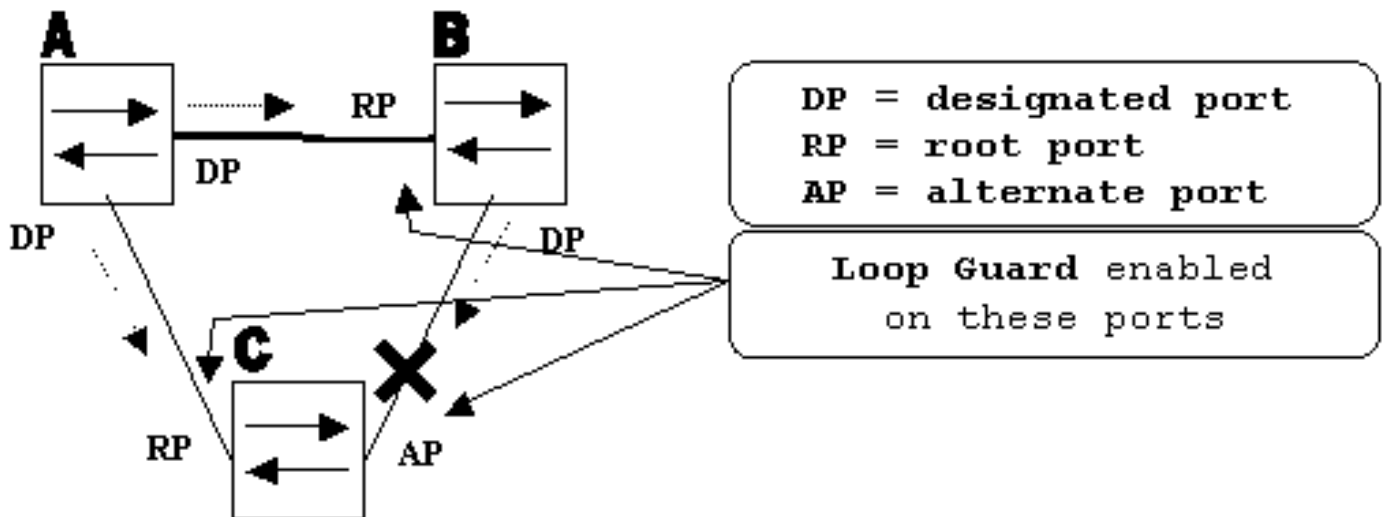 A
B
RP
DP
DP
DP
C
RP
AP
DP = designated port
RP = root port
AP = alternate port
Loop Guard enabled
on these ports